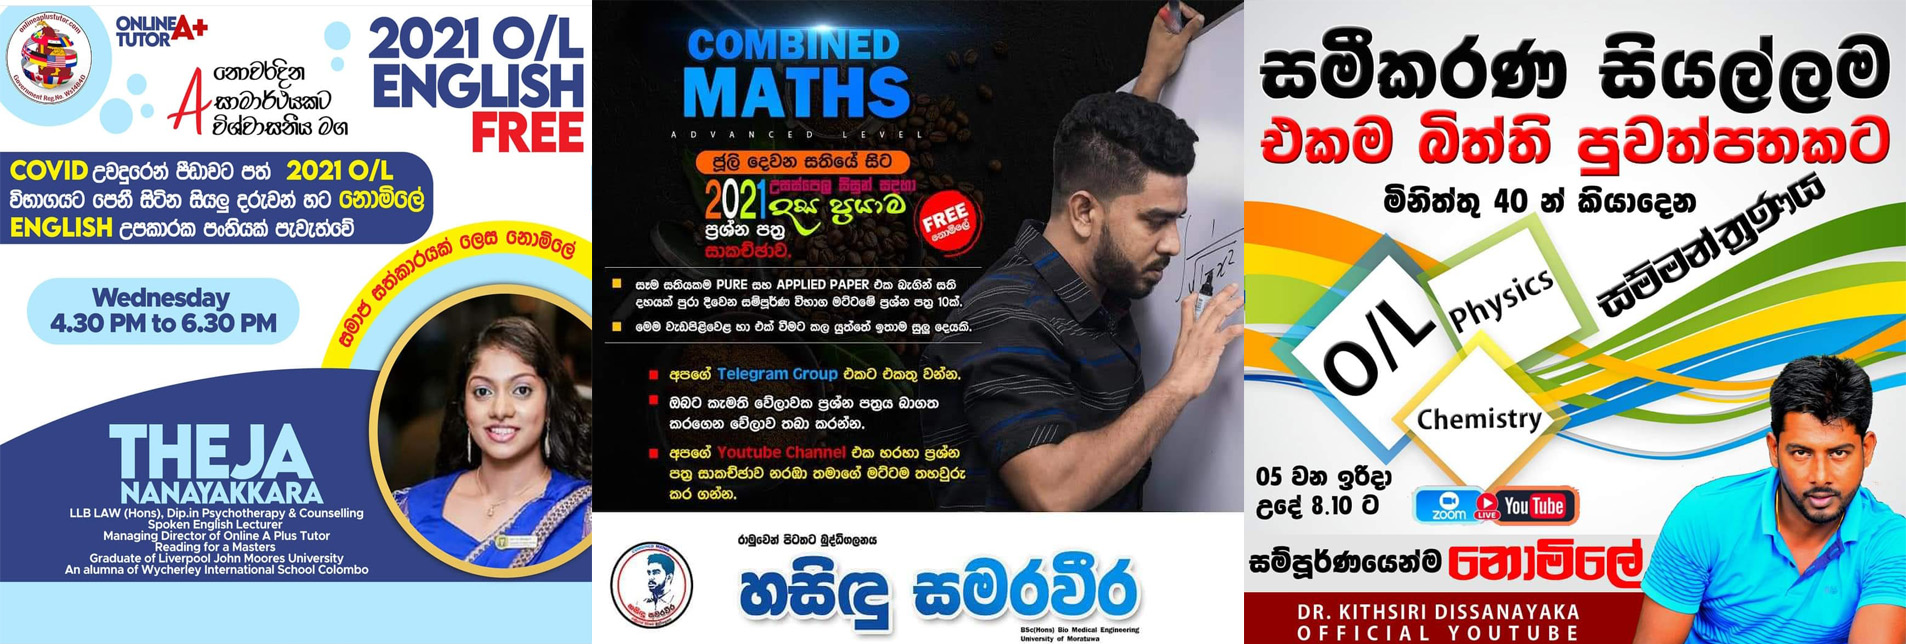 onlineaplustutor.com
Government Reg.No. Ws14840
ONLINE
TUTOR A+
නොවරදින
A සාමාර්ථයකට
විශ්වාසනීය මග
2021 O/L
ENGLISH
FREE
COVID උවදුරෙන් පීඩාවට පත් 2021 O/L
විභාගයට පෙනී සිටින සියලු දරුවන් හට නොමිලේ
ENGLISH උපකාරක පංතියක් පැවැත්වේ
සමාජ සත්කාරයක් ලෙස නොමිලේ
Wednesday
4.30 PM to 6.30 PM
THEJA
NANAYAKKARA
LLB LAW (Hons), Dip.in Psychotherapy & Counselling
Spoken English Lecturer
Managing Director of Online A Plus Tutor
Reading for a Masters
Graduate of Liverpool John Moores University
An alumna of Wycherley International School Colombo
COMBINED
MATHS
ADVANCED LEVEL
ජූලි දෙවන සතියේ සිට
2021 උසස්පෙල සිසුන් සඳහා
දස ප්‍රයාම
ප්‍රශ්න පත්‍ර
සාකච්ඡාව.
FREE
නොමිලේ
සෑම සතියකම PURE සහ APPLIED PAPER එක බැගින් සති
දහයක් පුරා දිවෙන සම්පූර්ණ විභාග මට්ටමේ ප්‍රශ්න පත්‍ර 10ක්.
මෙම වැඩපිළිවෙළ හා එක් වීමට කල යුත්තේ ඉතාම සුලු දෙයකි.
අපගේ Telegram Group එකට එකතු වන්න.
ඔබට කැමති වේලාවක ප්‍රශ්න පත්‍රය බාගත
කරගෙන වේලාව තබා කරන්න.
අපගේ Youtube Channel එක හරහා ප්‍රශ්න
පත්‍ර සාකච්ඡාව නරඹා තමාගේ මට්ටම තහවුරු
කර ගන්න.
රාමුවෙන් පිටකට බුද්ධිගලනය
හසිඳු සමරවීර
BSc(Hons) Bio Medical Engineering
University of Moratuwa
සමීකරණ සියල්ලම
එකම බිත්ති පුවත්පතකට
මිනිත්තු 40 න් කියාදෙන
සම්මන්ත්‍රණය
O/L
Physics
Chemistry
05 වන ඉරිදා
උදේ 8.10 ට
zoom LIVE YouTube
සම්පූර්ණයෙන්ම නොමිලේ
DR. KITHSIRI DISSANAYAKA
OFFICIAL YOUTUBE